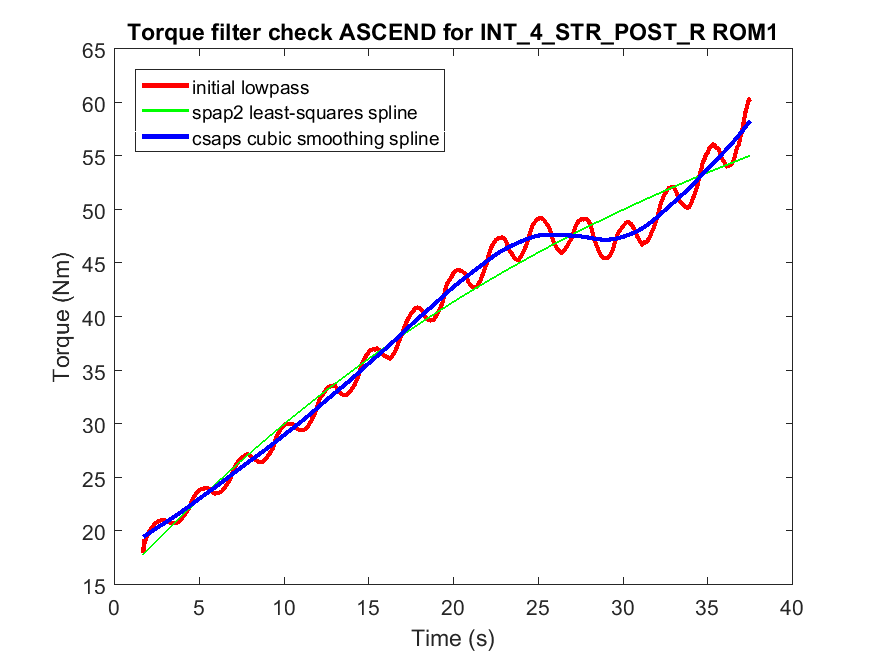 Torque filter check ASCEND for INT_4_STR_POST_R ROM1
65
60
55
50
45
40
35
30
25
20
15
initial lowpass
spap2 least-squares spline
csaps cubic smoothing spline
Torque (Nm)
0 5 10 15 20 25 30 35 40
Time (s)